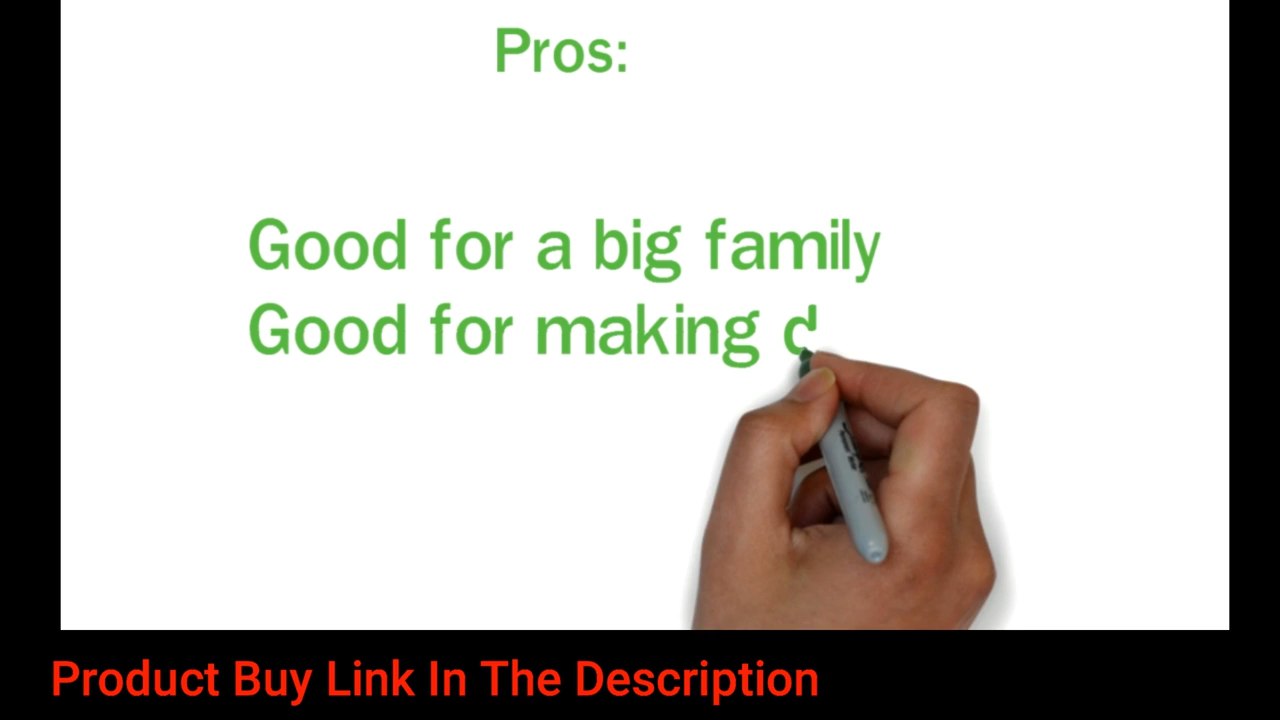 Pros:
Good for a big family
Good for making d
Product Buy Link In The Description